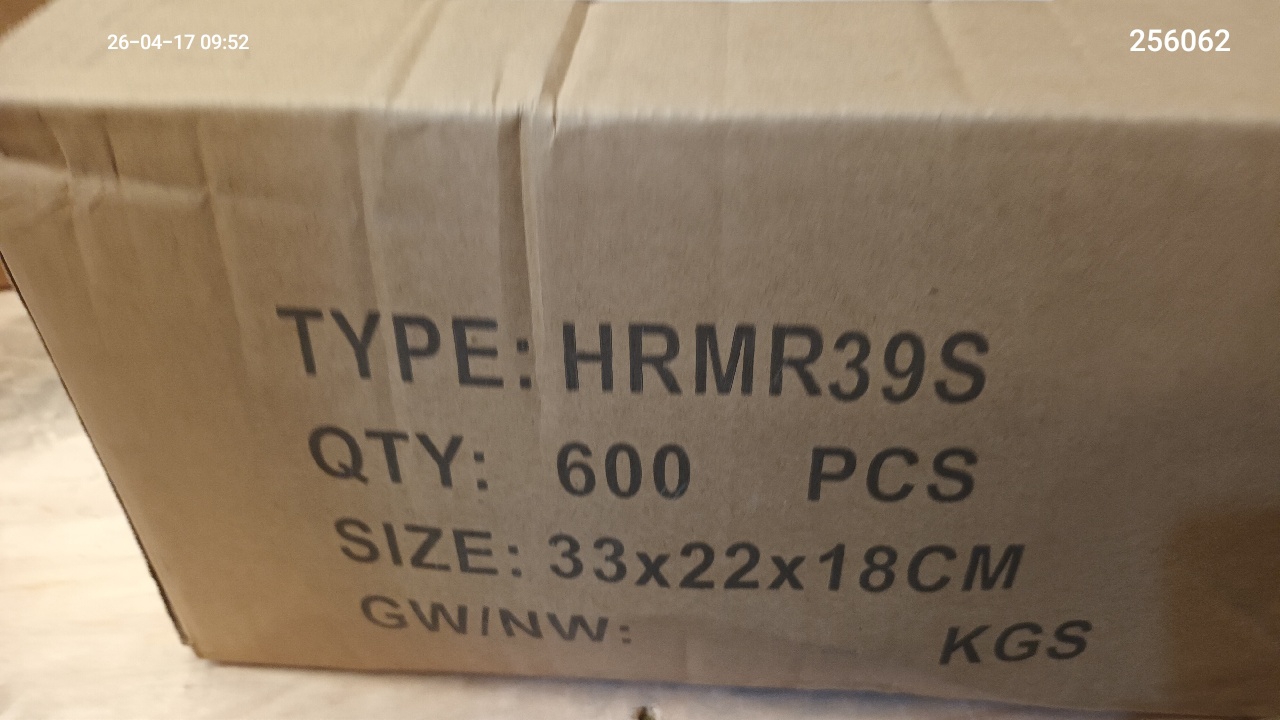 26-04-17 09:52
256062
TYPE: HRMR39S
QTY: 600 PCS
SIZE: 33x22x18CM
GW/NW: KGS